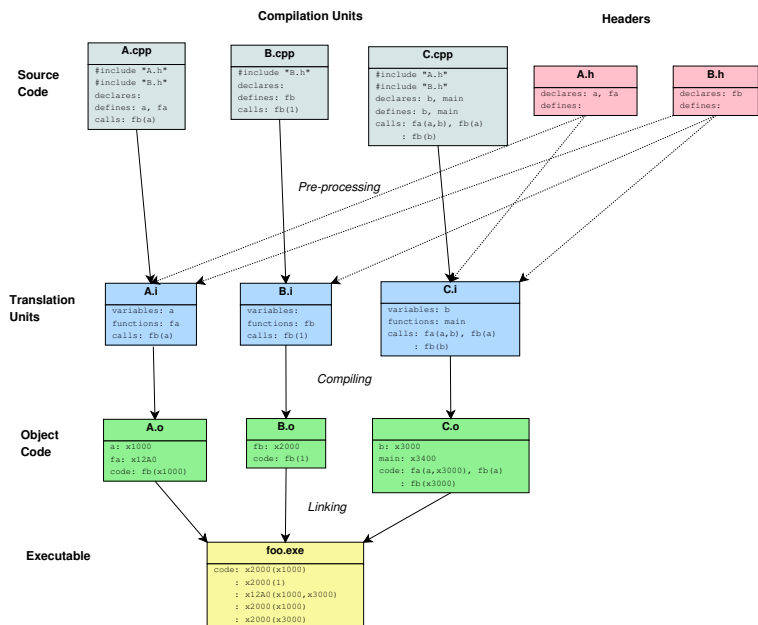 Compilation Units
Headers
Source
Code
A.cpp
#include "A.h"
#include "B.h"
declares:
defines: a, fa
calls: fb(a)
B.cpp
#include "B.h"
declares:
defines: fb
calls: fb(1)
C.cpp
#include "A.h"
#include "B.h"
declares: b, main
defines: b, main
calls: fa(a,b), fb(a)
: fb(b)
A.h
declares: a, fa
defines:
B.h
declares: fb
defines:
Pre-processing
Translation
Units
A.i
variables: a
functions: fa
calls: fb(a)
B.i
variables:
functions: fb
calls: fb(1)
C.i
variables: b
functions: main
calls: fa(a,b), fb(a)
: fb(b)
Compiling
Object
Code
A.o
a: x1000
fa: x12A0
code: fb(x1000)
B.o
fb: x2000
code: fb(1)
C.o
b: x3000
main: x3400
code: fa(a,x3000), fb(a)
: fb(x3000)
Linking
Executable
foo.exe
code: x2000(x1000)
: x2000(1)
: x12A0(x1000,x3000)
: x2000(x1000)
: x2000(x3000)